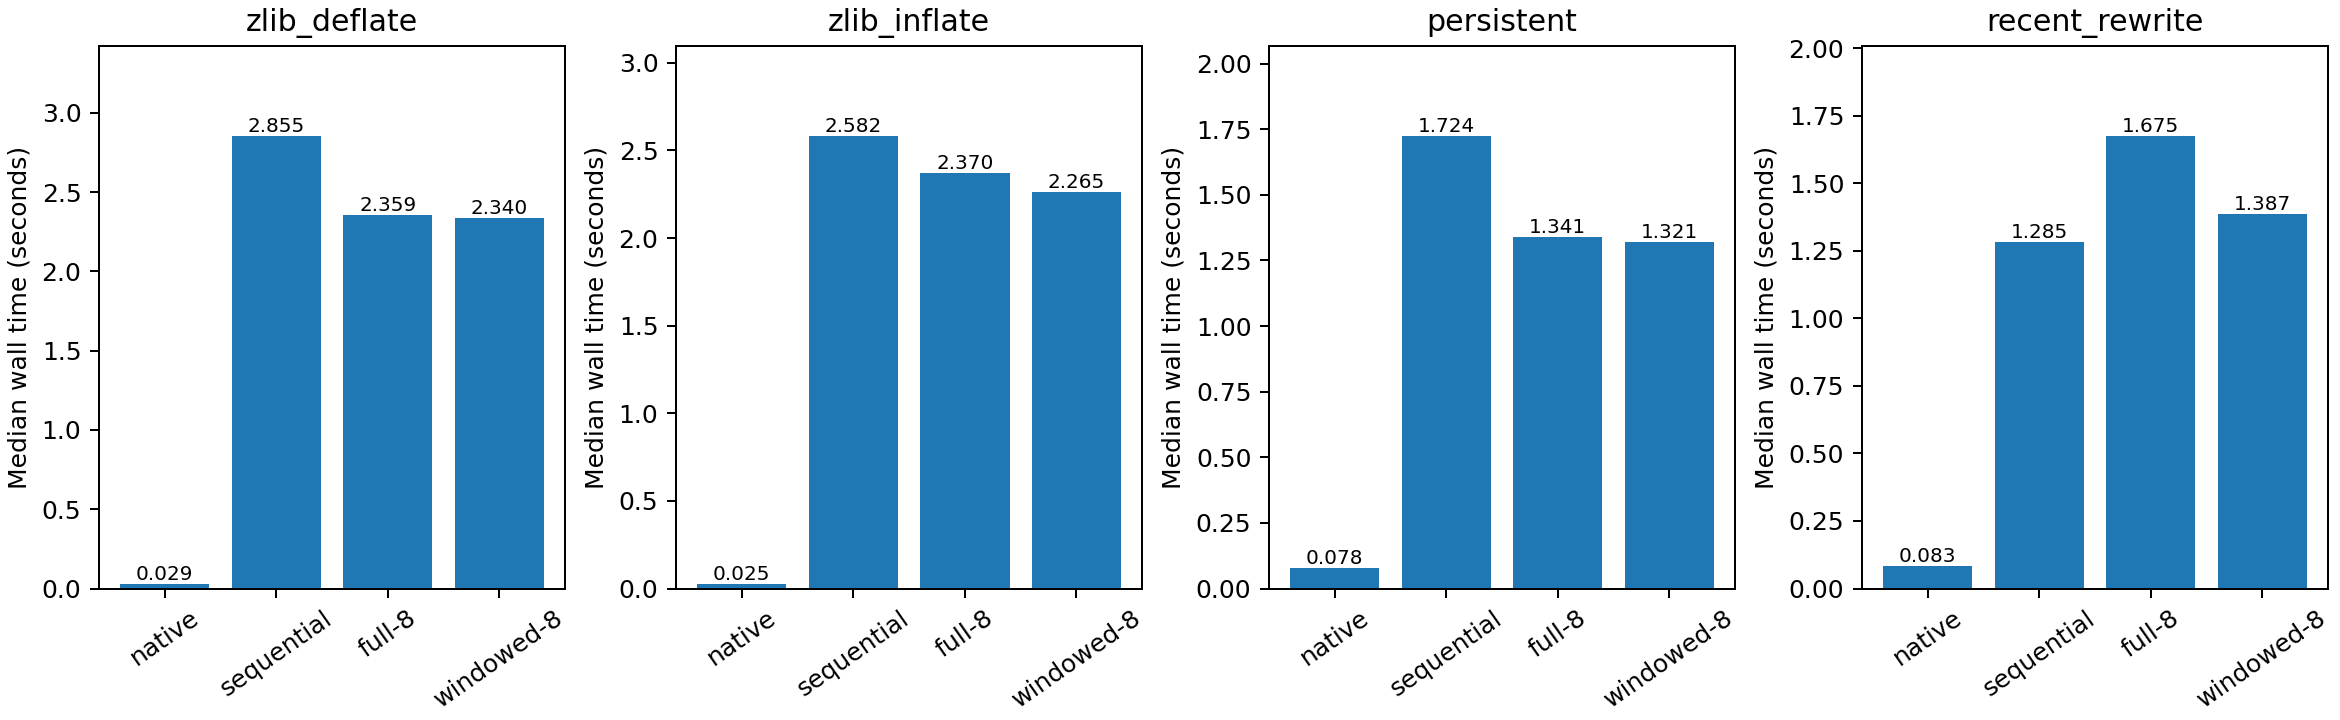 zlib_deflate
Median wall time (seconds)
3.0
2.5
2.0
1.5
1.0
0.5
0.0
0.029
2.855
2.359
2.340
native
sequential
full-8
windowed-8
zlib_inflate
Median wall time (seconds)
3.0
2.5
2.0
1.5
1.0
0.5
0.0
0.025
2.582
2.370
2.265
native
sequential
full-8
windowed-8
persistent
Median wall time (seconds)
2.00
1.75
1.50
1.25
1.00
0.75
0.50
0.25
0.00
0.078
1.724
1.341
1.321
native
sequential
full-8
windowed-8
recent_rewrite
Median wall time (seconds)
2.00
1.75
1.50
1.25
1.00
0.75
0.50
0.25
0.00
0.083
1.285
1.675
1.387
native
sequential
full-8
windowed-8